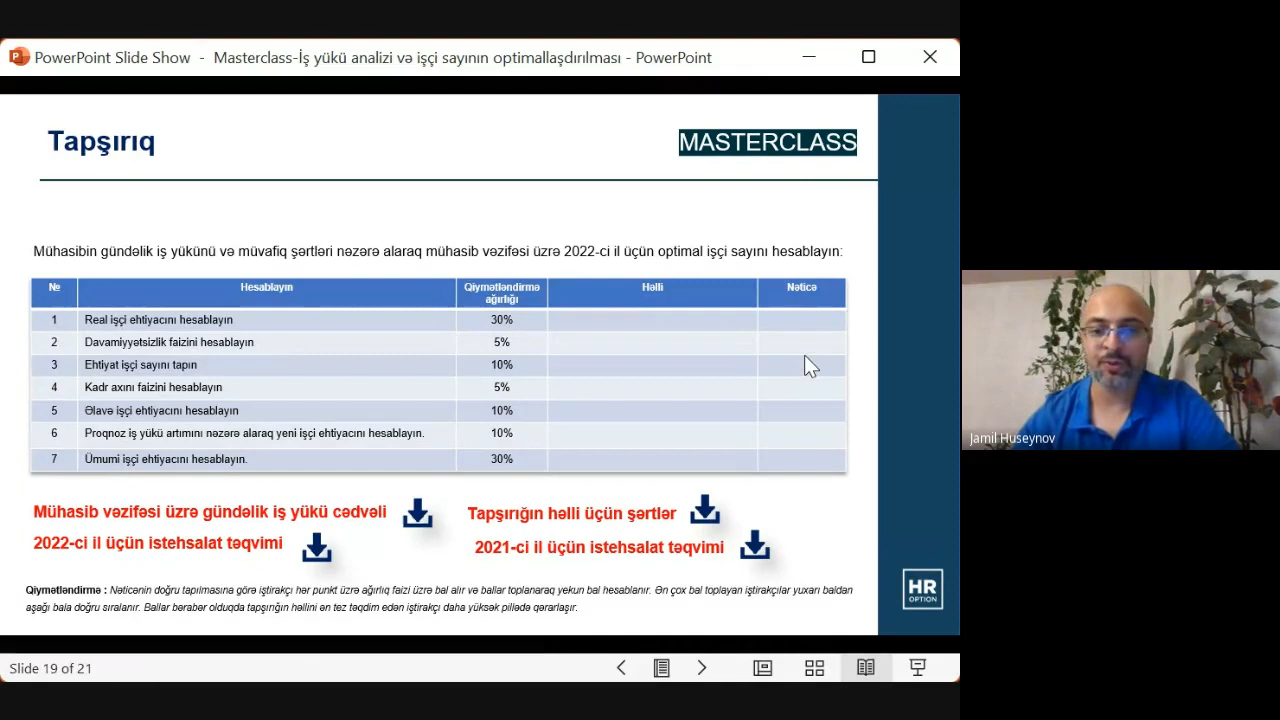 PowerPoint Slide Show - Masterclass-İş yükü analizi və işçi sayının optimallaşdırılması - PowerPoint
Tapşırıq
MASTERCLASS
Mühasibin gündəlik iş yükünü və müvafiq şərtləri nəzərə alaraq mühasib vəzifəsi üzrə 2022-ci il üçün optimal işçi sayını hesablayın:
№ Hesablayın Qiymətləndirmə ağırlığı Həlli Nəticə
1 Real işçi ehtiyacını hesablayın 30%
2 Davamiyyətsizlik faizini hesablayın 5%
3 Ehtiyat işçi sayını tapın 10%
4 Kadr axını faizini hesablayın 5%
5 Əlavə işçi ehtiyacını hesablayın 10%
6 Proqnoz iş yükü artımını nəzərə alaraq yeni işçi ehtiyacını hesablayın. 10%
7 Ümumi işçi ehtiyacını hesablayın. 30%
Mühasib vəzifəsi üzrə gündəlik iş yükü cədvəli
Tapşırığın həlli üçün şərtlər
2022-ci il üçün istehsalat təqvimi
2021-ci il üçün istehsalat təqvimi
Qiymətləndirmə : Nəticənin doğru tapılmasına görə iştirakçı hər punkt üzrə ağırlıq faizi üzrə bal alır və ballar toplanaraq yekun bal hesablanır. Ən çox bal toplayan iştirakçılar yuxarı baldan
aşağı bala doğru sıralanır. Ballar bərabər olduqda tapşırığın həllini ən tez təqdim edən iştirakçı daha yüksək pillədə qərarlaşır.
HR
OPTION
Slide 19 of 21
Jamil Huseynov